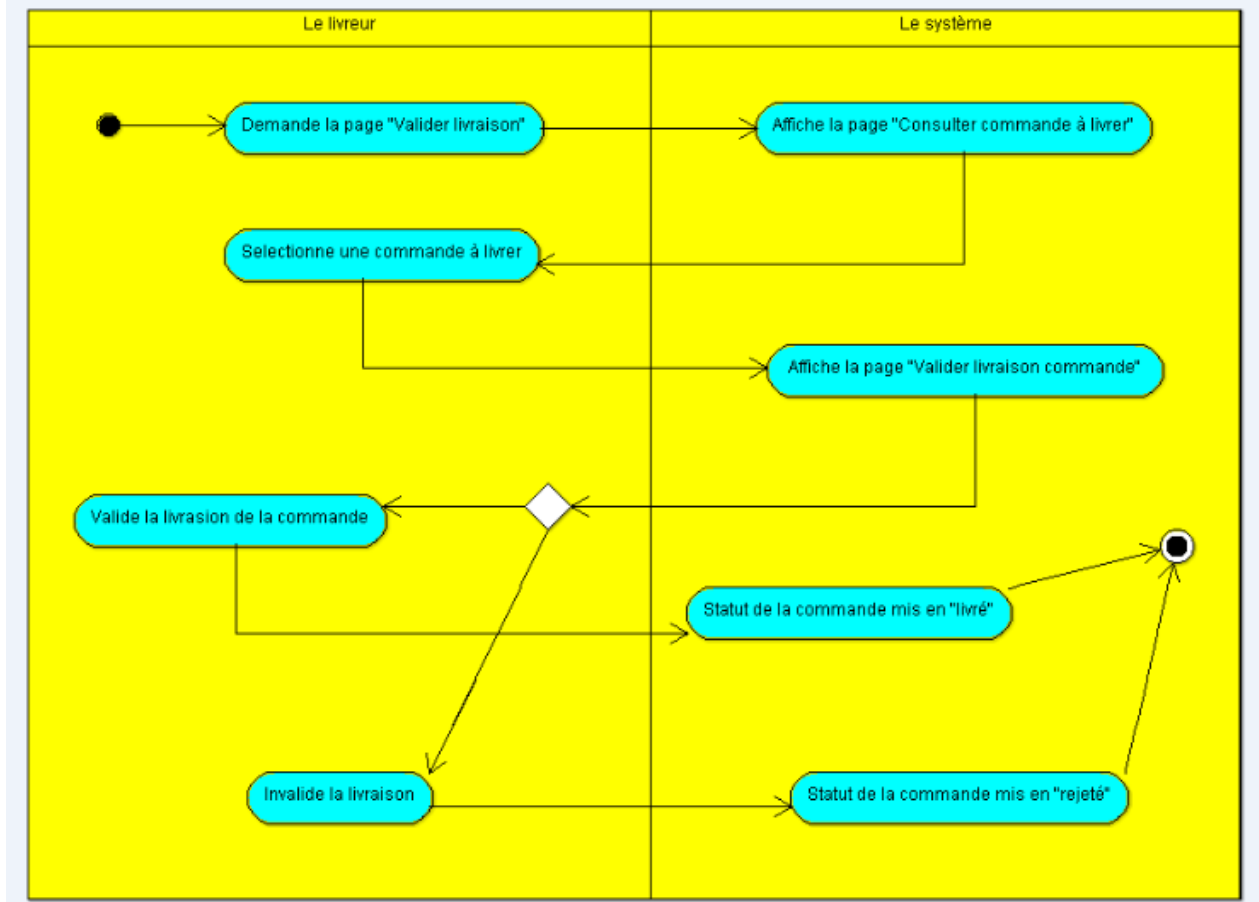 Le livreur
Le système
Demande la page "Valider livraison"
Affiche la page "Consulter commande à livrer"
Selectionne une commande à livrer
Affiche la page "Valider livraison commande"
Valide la livrasion de la commande
Statut de la commande mis en "livré"
Invalide la livraison
Statut de la commande mis en "rejeté"